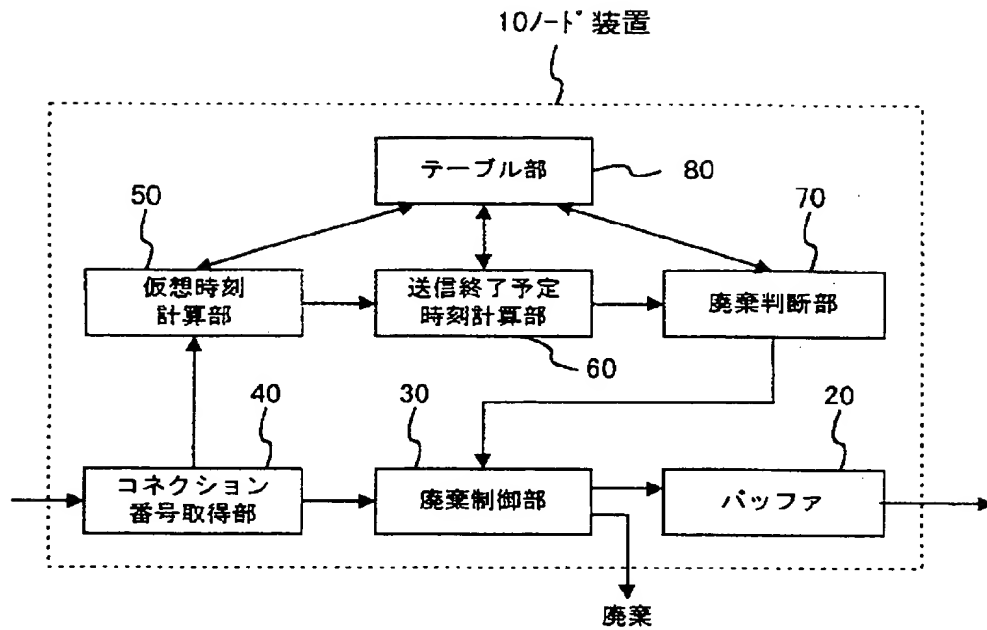 10ノード装置
テーブル部
80
50
70
仮想時刻
計算部
送信終了予定
時刻計算部
廃棄判断部
60
40
30
20
コネクション
番号取得部
廃棄制御部
バッファ
廃棄